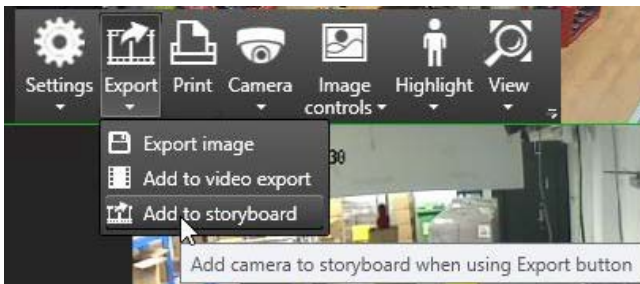 Settings Export Print Camera Image controls Highlight View
Export image
30
Add to video export
Add to storyboard
Add camera to storyboard when using Export button